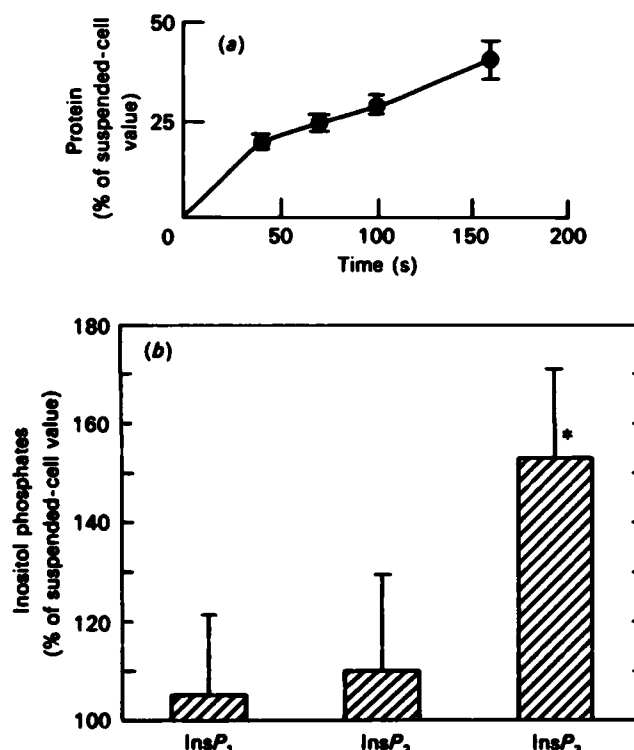 (a)
Protein
(% of suspended-cell
value)
50
25
0
50
100
150
200
Time (s)
(b)
Inositol phosphates
(% of suspended-cell value)
180
160
140
120
100
*
InsP₁
InsP₂
InsP₃